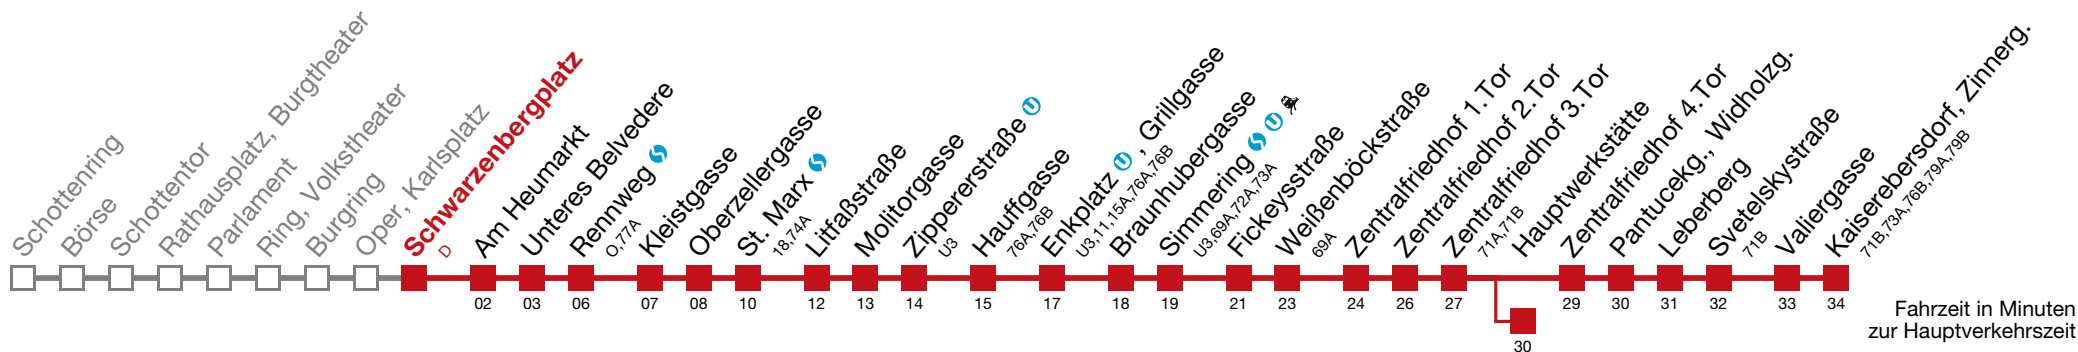 Schottenring
Börse
Schottentor
Rathausplatz, Burgtheater
Parlament
Ring, Volkstheater
Burgring
Oper, Karlsplatz
Schwarzenbergplatz
D
Am Heumarkt
02
Unteres Belvedere
03
Rennweg
O,77A
06
Kleistgasse
07
Oberzellergasse
08
St. Marx
18,74A
10
Litfaßstraße
12
Molitorgasse
13
Zippererstraße U
U3
14
Hauffgasse
76A,76B
15
Enkplatz U , Grillgasse
U3,11,15A,76A,76B
17
Braunhubergasse
18
Simmering U
U3,69A,72A,73A
19
Fickeysstraße
21
Weißenböckstraße
69A
23
Zentralfriedhof 1.Tor
24
Zentralfriedhof 2.Tor
26
Zentralfriedhof 3.Tor
71A,71B
27
Hauptwerkstätte
30
Zentralfriedhof 4.Tor
29
Pantucekg., Widholzg.
30
Leberberg
31
Svetelskystraße
71B
32
Valiergasse
33
Kaiserebersdorf, Zinnerg.
71B,73A,76B,79A,79B
34
Fahrzeit in Minuten
zur Hauptverkehrszeit